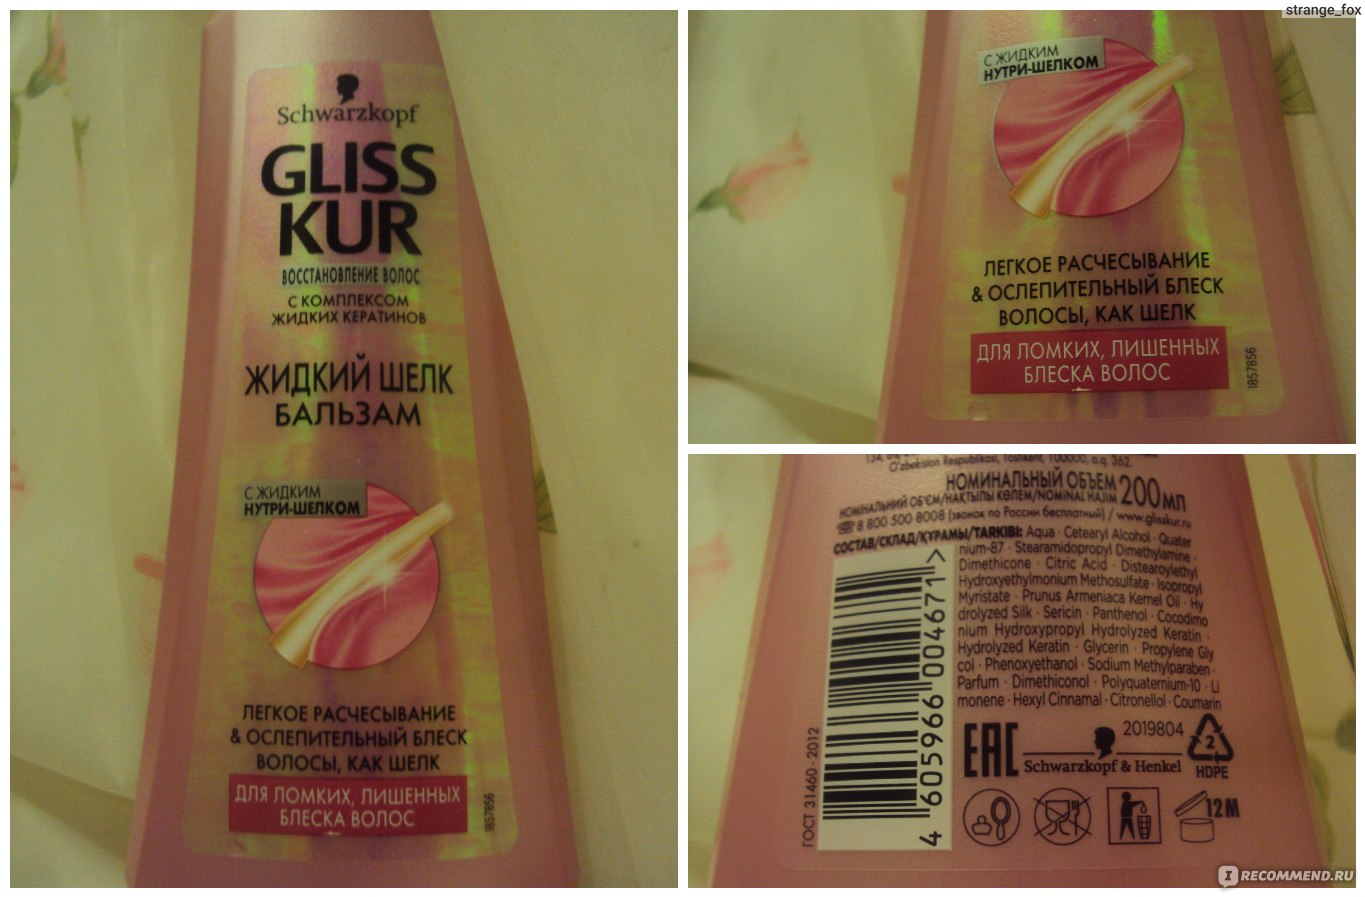 strange_fox
Schwarzkopf
GLISS
KUR
ВОССТАНОВЛЕНИЕ ВОЛОС
С КОМПЛЕКСОМ
ЖИДКИХ КЕРАТИНОВ
ЖИДКИЙ ШЕЛК
БАЛЬЗАМ
С ЖИДКИМ
НУТРИ-ШЕЛКОМ
ЛЕГКОЕ РАСЧЕСЫВАНИЕ
& ОСЛЕПИТЕЛЬНЫЙ БЛЕСК
ВОЛОСЫ, КАК ШЕЛК
ДЛЯ ЛОМКИХ, ЛИШЕННЫХ
БЛЕСКА ВОЛОС
1857856
С ЖИДКИМ
НУТРИ-ШЕЛКОМ
ЛЕГКОЕ РАСЧЕСЫВАНИЕ
& ОСЛЕПИТЕЛЬНЫЙ БЛЕСК
ВОЛОСЫ, КАК ШЕЛК
ДЛЯ ЛОМКИХ, ЛИШЕННЫХ
БЛЕСКА ВОЛОС
1857856
O'zbekiston Respublikasi, Toshkent, 100000, a.q. 362.
НОМИНАЛЬНЫЙ ОБЪЕМ
НОМІНАЛЬНИЙ ОБ'ЄМ/НАҚТЫЛЫ КӨЛЕМ/NOMINAL HAJIM 200МЛ
8 800 500 8008 (звонок по России бесплатный) / www.glisskur.ru
СОСТАВ/СКЛАД/ҚҰРАМЫ/TARKIBI: Aqua · Cetearyl Alcohol · Quater
nium-87 · Stearamidopropyl Dimethylamine ·
Dimethicone · Citric Acid · Distearoylethyl
Hydroxyethylmonium Methosulfate · Isopropyl
Myristate · Prunus Armeniaca Kernel Oil · Hy
drolyzed Silk · Sericin · Panthenol · Cocodimo
nium Hydroxypropyl Hydrolyzed Keratin ·
Hydrolyzed Keratin · Glycerin · Propylene Gly
col · Phenoxyethanol · Sodium Methylparaben ·
Parfum · Dimethiconol · Polyquaternium-10 · Li
monene · Hexyl Cinnamal · Citronellol · Coumarin
4 605966 004671 >
ГОСТ 31460 - 2012
EAC
2019804
Schwarzkopf & Henkel
2
HDPE
12M
IRECOMMEND.RU